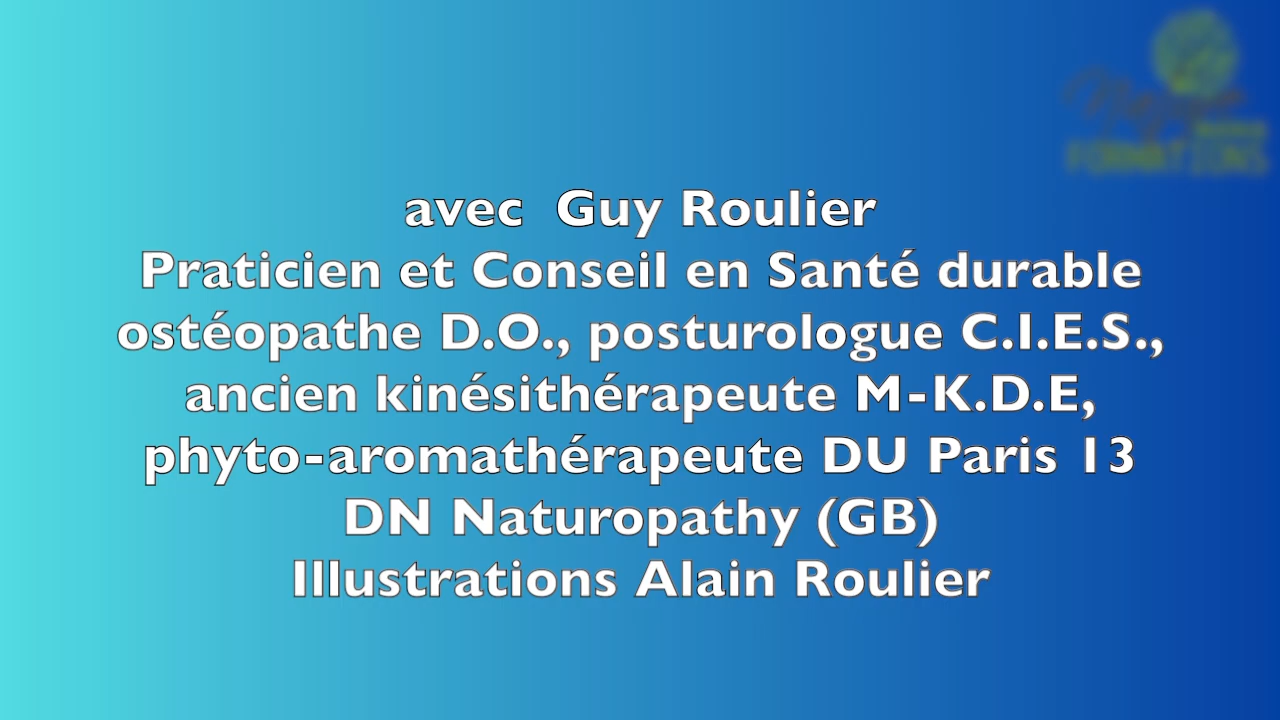 FORMATIONS
avec  Guy Roulier
Praticien et Conseil en Santé durable
ostéopathe D.O., posturologue C.I.E.S.,
ancien kinésithérapeute M-K.D.E,
phyto-aromathérapeute DU Paris 13
DN Naturopathy (GB)
Illustrations Alain Roulier